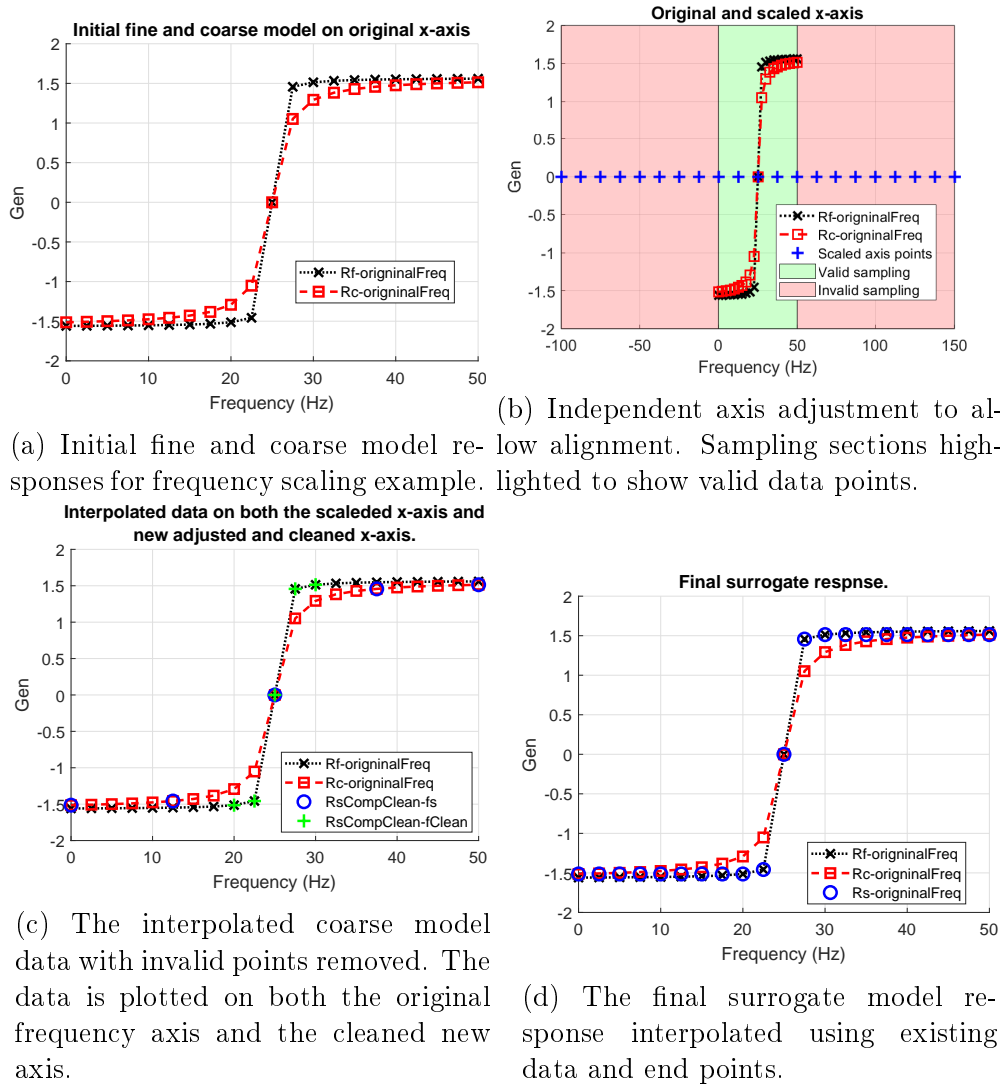 Initial fine and coarse model on original x-axis
2
1.5
1
0.5
0
-0.5
-1
-1.5
-2
Gen
Rf-origninalFreq
Rc-origninalFreq
0 10 20 30 40 50
Frequency (Hz)
(a) Initial fine and coarse model re-
sponses for frequency scaling example.
Original and scaled x-axis
2
1.5
1
0.5
0
-0.5
-1
-1.5
-2
Gen
Rf-origninalFreq
Rc-origninalFreq
Scaled axis points
Valid sampling
Invalid sampling
-100 -50 0 50 100 150
Frequency (Hz)
(b) Independent axis adjustment to al-
low alignment. Sampling sections high-
lighted to show valid data points.
Interpolated data on both the scaleded x-axis and
new adjusted and cleaned x-axis.
2
1.5
1
0.5
0
-0.5
-1
-1.5
-2
Gen
Rf-origninalFreq
Rc-origninalFreq
RsCompClean-fs
RsCompClean-fClean
0 10 20 30 40 50
Frequency (Hz)
(c) The interpolated coarse model
data with invalid points removed. The
data is plotted on both the original
frequency axis and the cleaned new
axis.
Final surrogate respnse.
2
1.5
1
0.5
0
-0.5
-1
-1.5
-2
Gen
Rf-origninalFreq
Rc-origninalFreq
Rs-origninalFreq
0 10 20 30 40 50
Frequency (Hz)
(d) The final surrogate model re-
sponse interpolated using existing
data and end points.